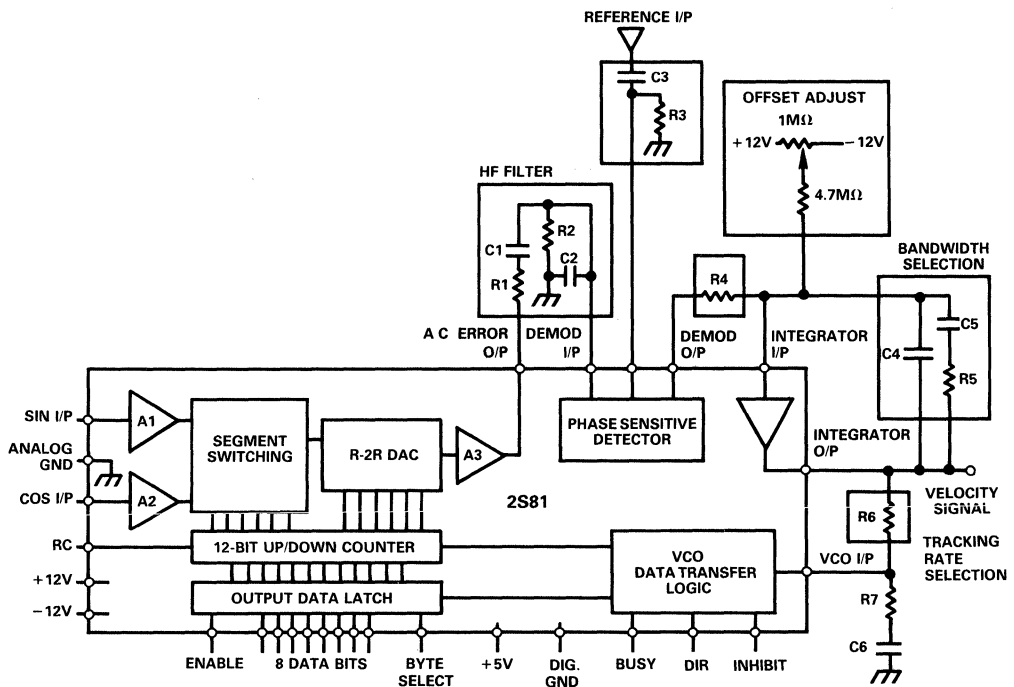 REFERENCE I/P
C3
R3
OFFSET ADJUST
1MΩ
+12V
−12V
4.7MΩ
HF FILTER
R2
C1
C2
R1
BANDWIDTH
SELECTION
R4
C5
C4
R5
A C ERROR
O/P
DEMOD
I/P
DEMOD
O/P
INTEGRATOR
I/P
SIN I/P
A1
SEGMENT
SWITCHING
R-2R DAC
A3
PHASE SENSITIVE
DETECTOR
INTEGRATOR
O/P
ANALOG
GND
COS I/P
A2
2S81
VELOCITY
SIGNAL
R6
TRACKING
RATE
SELECTION
RC
12-BIT UP/DOWN COUNTER
VCO
DATA TRANSFER
LOGIC
VCO I/P
+12V
−12V
OUTPUT DATA LATCH
R7
C6
ENABLE
8 DATA BITS
BYTE
SELECT
+5V
DIG.
GND
BUSY
DIR
INHIBIT